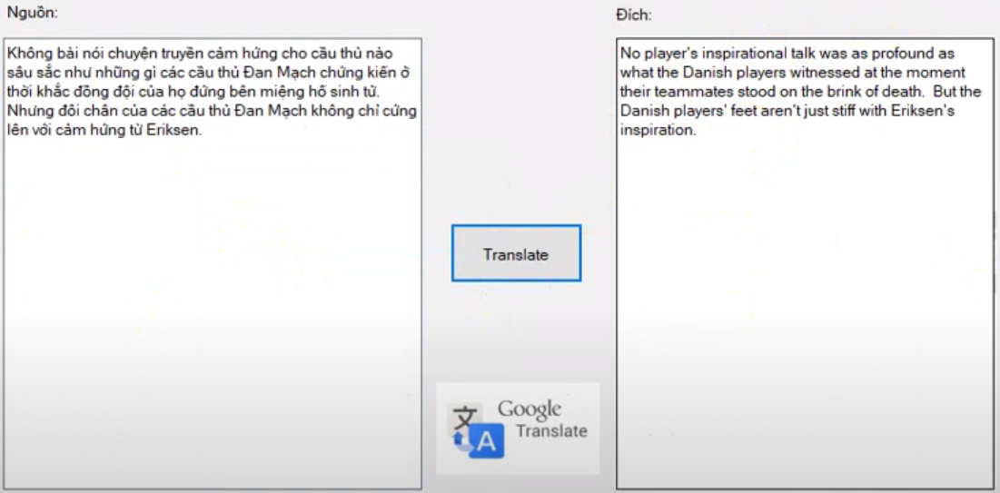 Nguồn:
Không bài nói chuyện truyền cảm hứng cho cầu thủ nào
sâu sắc như những gì các cầu thủ Đan Mạch chứng kiến ở
thời khắc đồng đội của họ đứng bên miệng hố sinh tử.
Nhưng đôi chân của các cầu thủ Đan Mạch không chỉ cứng
lên với cảm hứng từ Eriksen.
Translate
文
A
Google
Translate
Đích:
No player's inspirational talk was as profound as
what the Danish players witnessed at the moment
their teammates stood on the brink of death.  But the
Danish players' feet aren't just stiff with Eriksen's
inspiration.